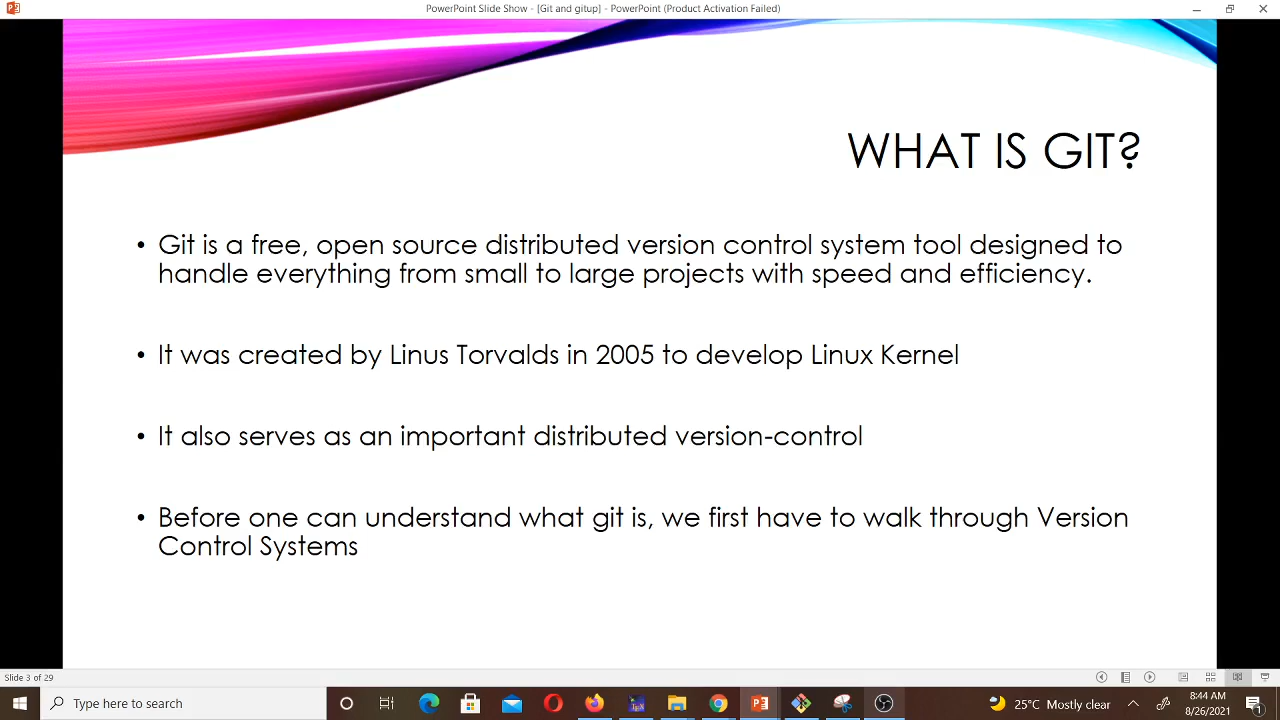 PowerPoint Slide Show - [Git and gitup] - PowerPoint (Product Activation Failed)
WHAT IS GIT?
• Git is a free, open source distributed version control system tool designed to
handle everything from small to large projects with speed and efficiency.
• It was created by Linus Torvalds in 2005 to develop Linux Kernel
• It also serves as an important distributed version-control
• Before one can understand what git is, we first have to walk through Version
Control Systems
Slide 3 of 29
Type here to search
25°C Mostly clear
8:44 AM
8/26/2021